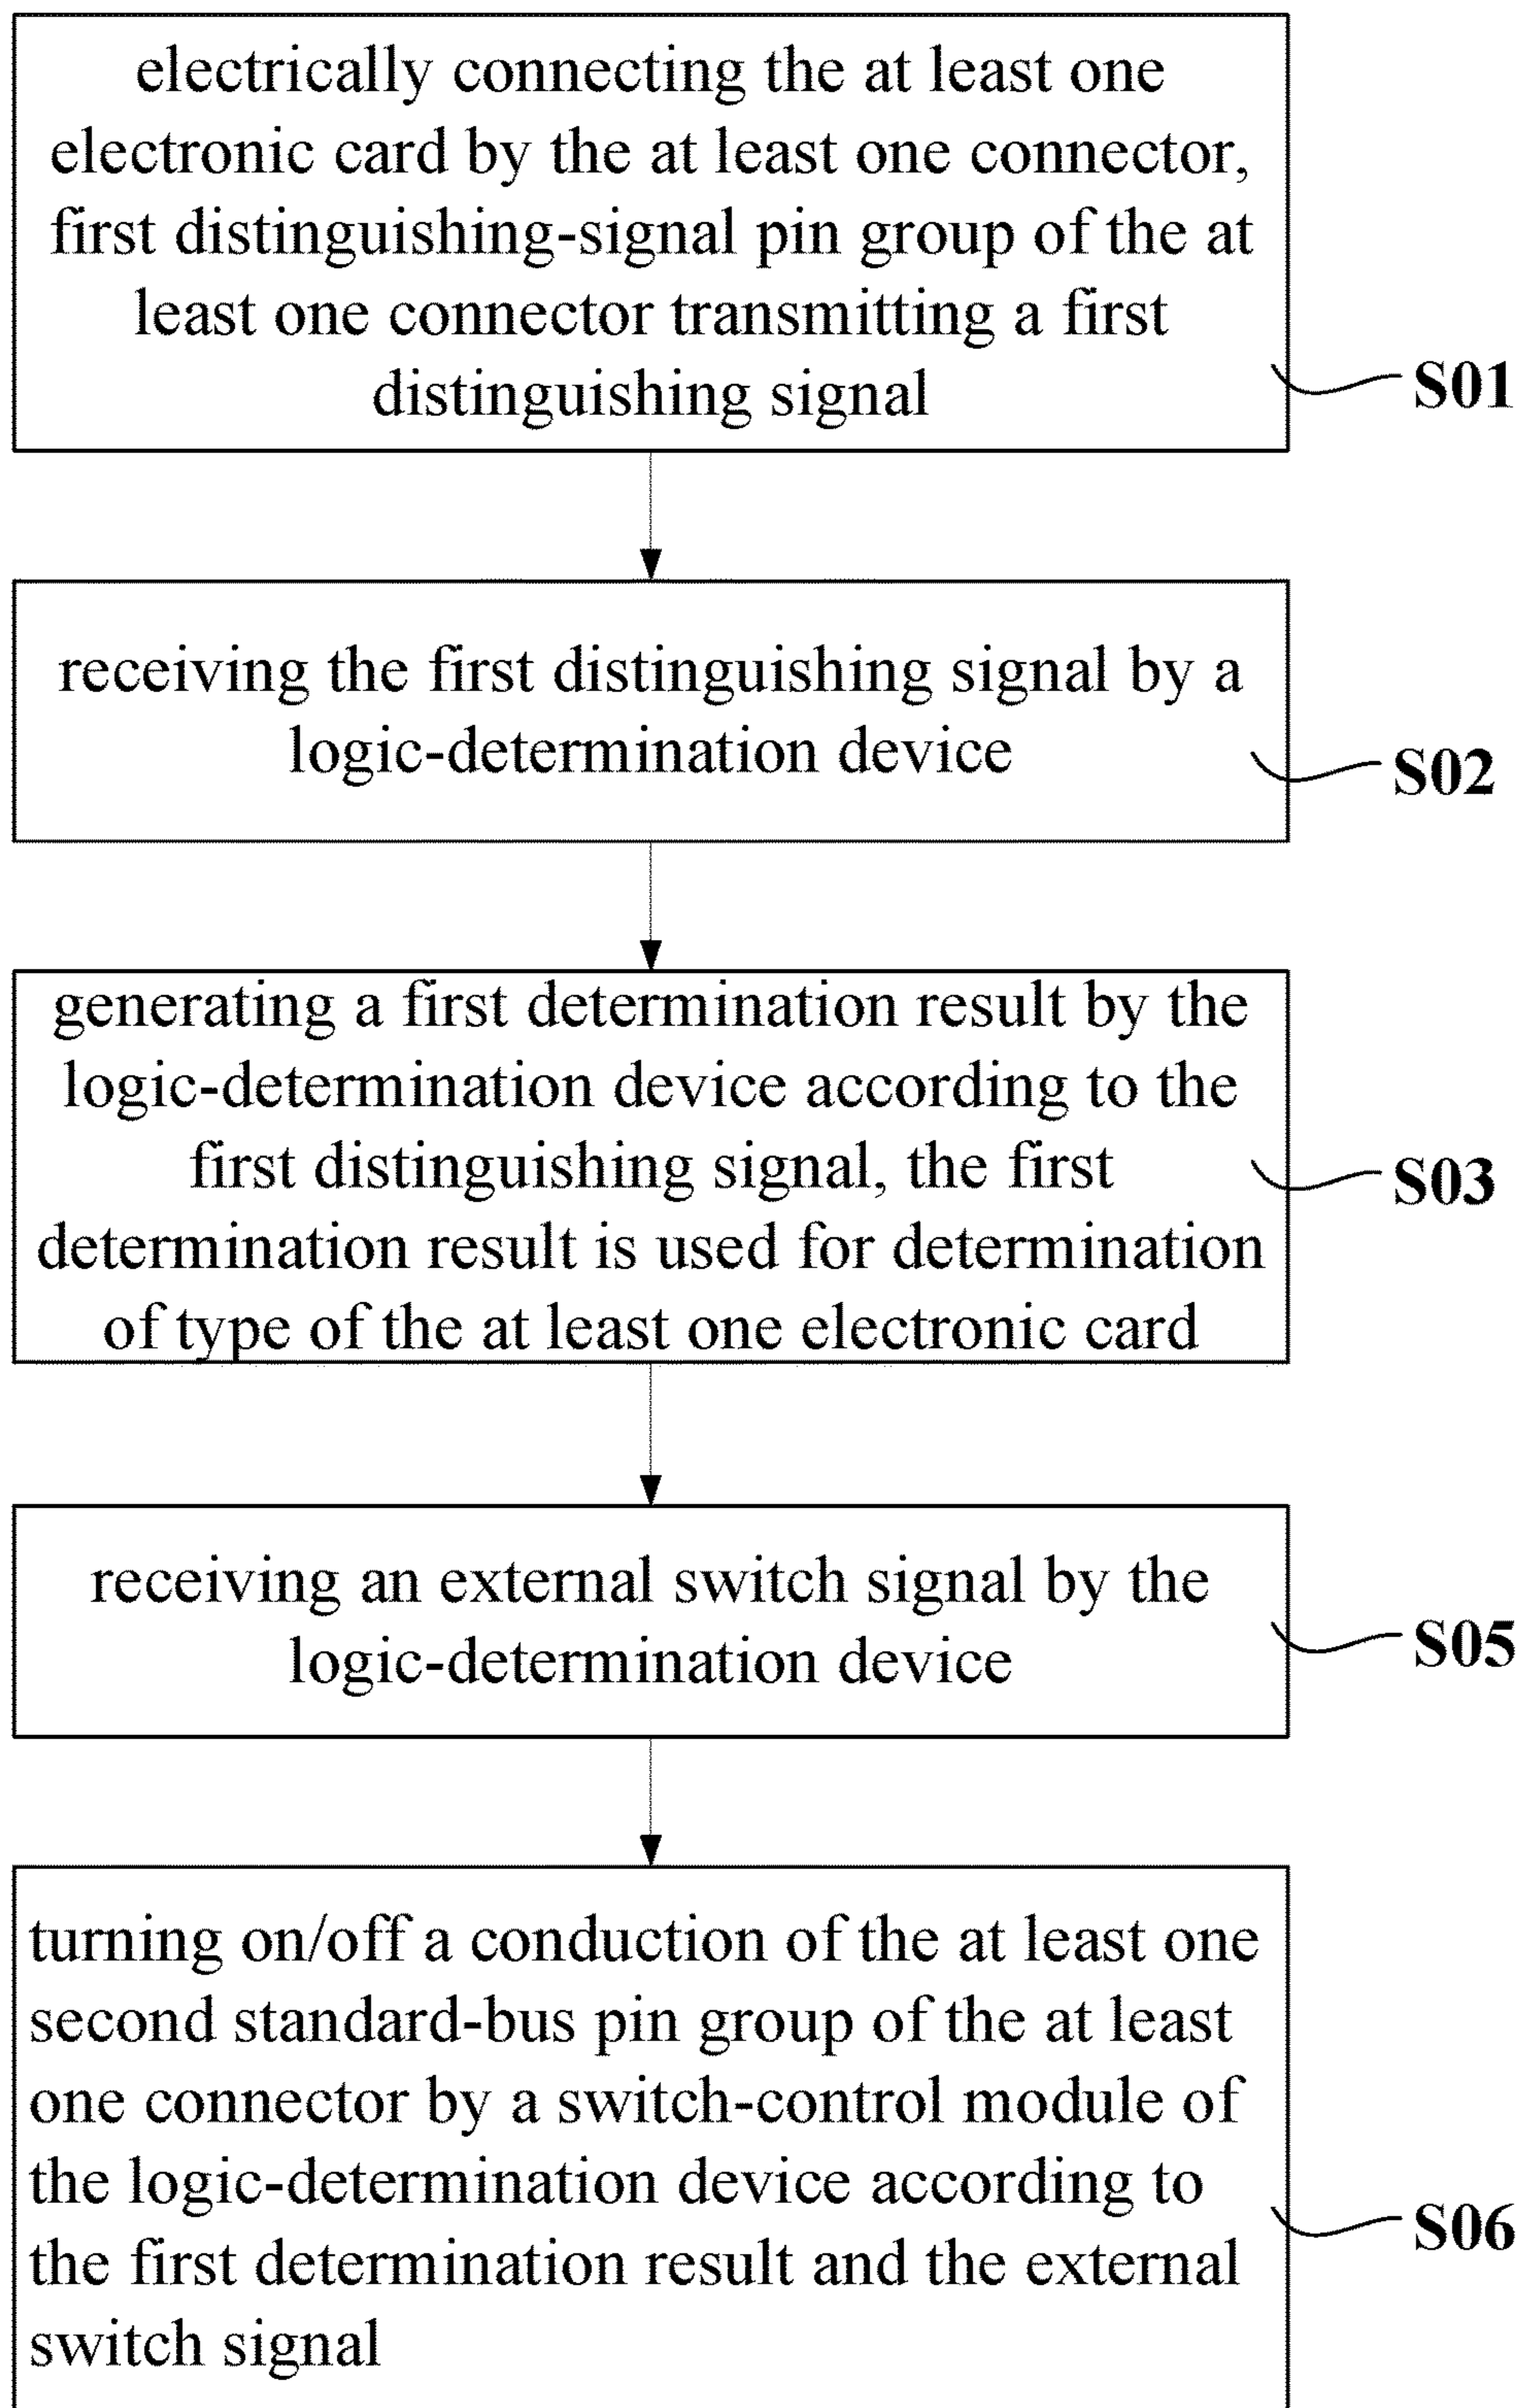 electrically connecting the at least one
electronic card by the at least one connector,
first distinguishing-signal pin group of the at
least one connector transmitting a first
distinguishing signal
S01
receiving the first distinguishing signal by a
logic-determination device
S02
generating a first determination result by the
logic-determination device according to the
first distinguishing signal, the first
determination result is used for determination
of type of the at least one electronic card
S03
receiving an external switch signal by the
logic-determination device
S05
turning on/off a conduction of the at least one
second standard-bus pin group of the at least
one connector by a switch-control module of
the logic-determination device according to
the first determination result and the external
switch signal
S06